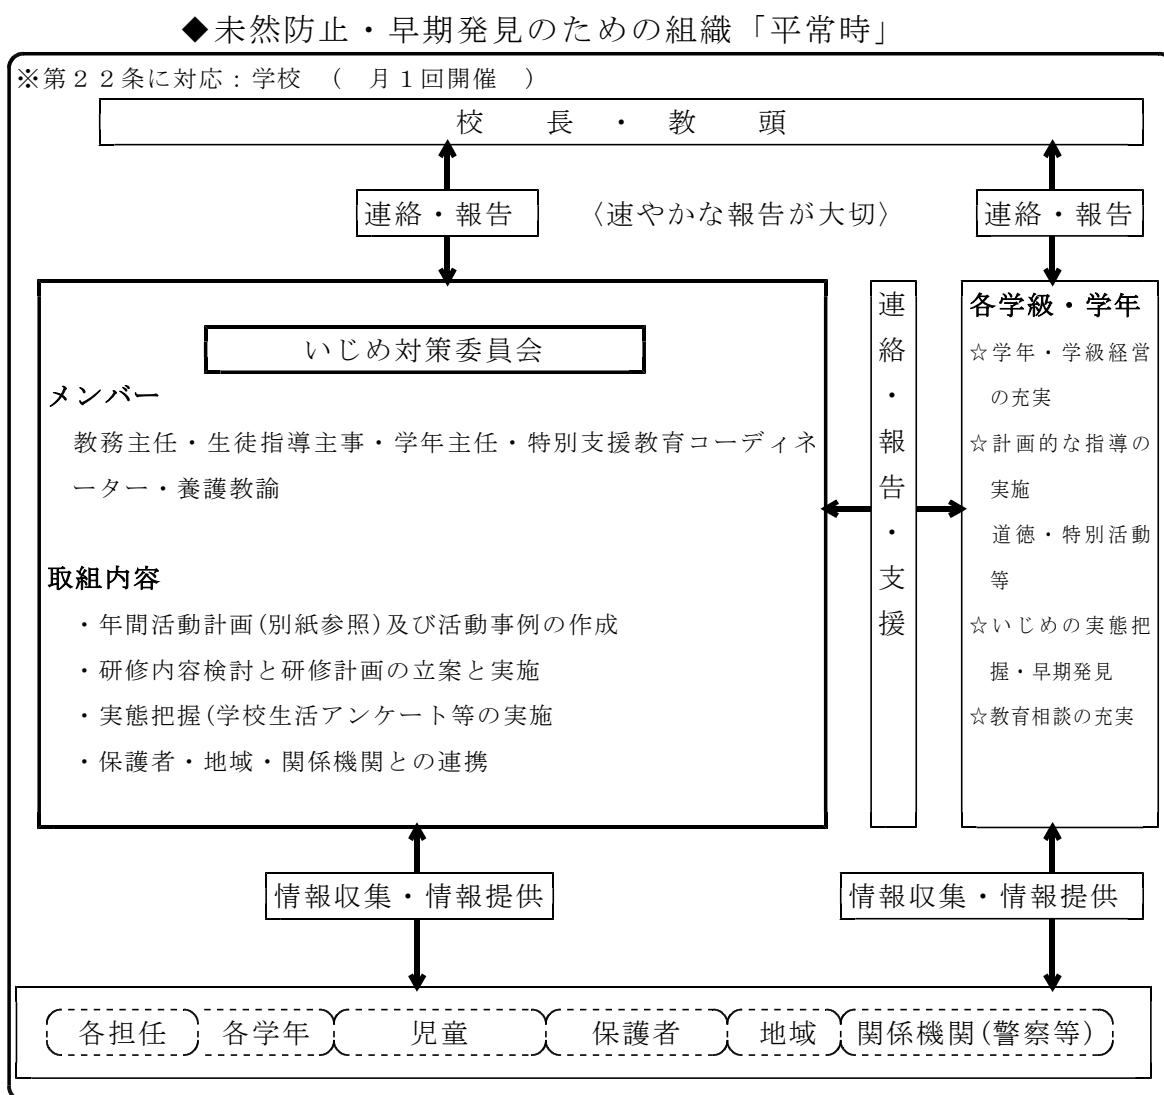 ◆未然防止・早期発見のための組織「平常時」
※第２２条に対応：学校　（　月１回開催　）
校　長・教　頭
連絡・報告
〈速やかな報告が大切〉
連絡・報告
いじめ対策委員会
メンバー
教務主任・生徒指導主事・学年主任・特別支援教育コーディネ
ーター・養護教諭
取組内容
・年間活動計画(別紙参照)及び活動事例の作成
・研修内容検討と研修計画の立案と実施
・実態把握(学校生活アンケート等の実施
・保護者・地域・関係機関との連携
連絡・報告・支援
各学級・学年
☆学年・学級経営
の充実
☆計画的な指導の
実施
道徳・特別活動
等
☆いじめの実態把
握・早期発見
☆教育相談の充実
情報収集・情報提供
情報収集・情報提供
各担任
各学年
児童
保護者
地域
関係機関(警察等)